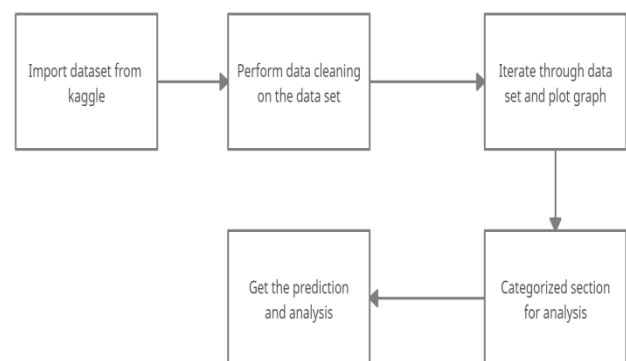 Import dataset from
kaggle
Perform data cleaning
on the data set
Iterate through data
set and plot graph
Categorized section
for analysis
Get the prediction
and analysis